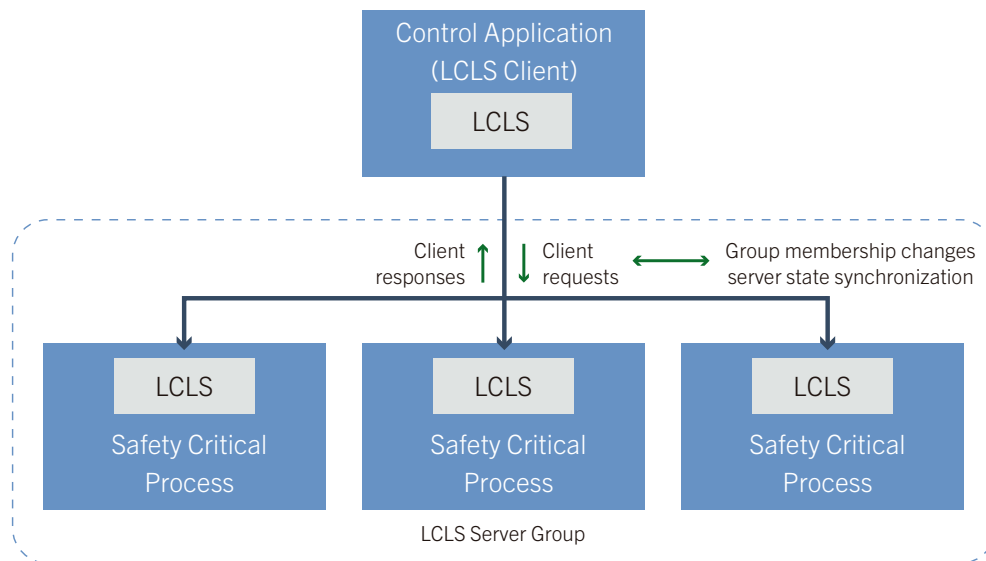 Control Application
(LCLS Client)
LCLS
Client
responses
Client
requests
Group membership changes
server state synchronization
LCLS
Safety Critical
Process
LCLS
Safety Critical
Process
LCLS
Safety Critical
Process
LCLS Server Group